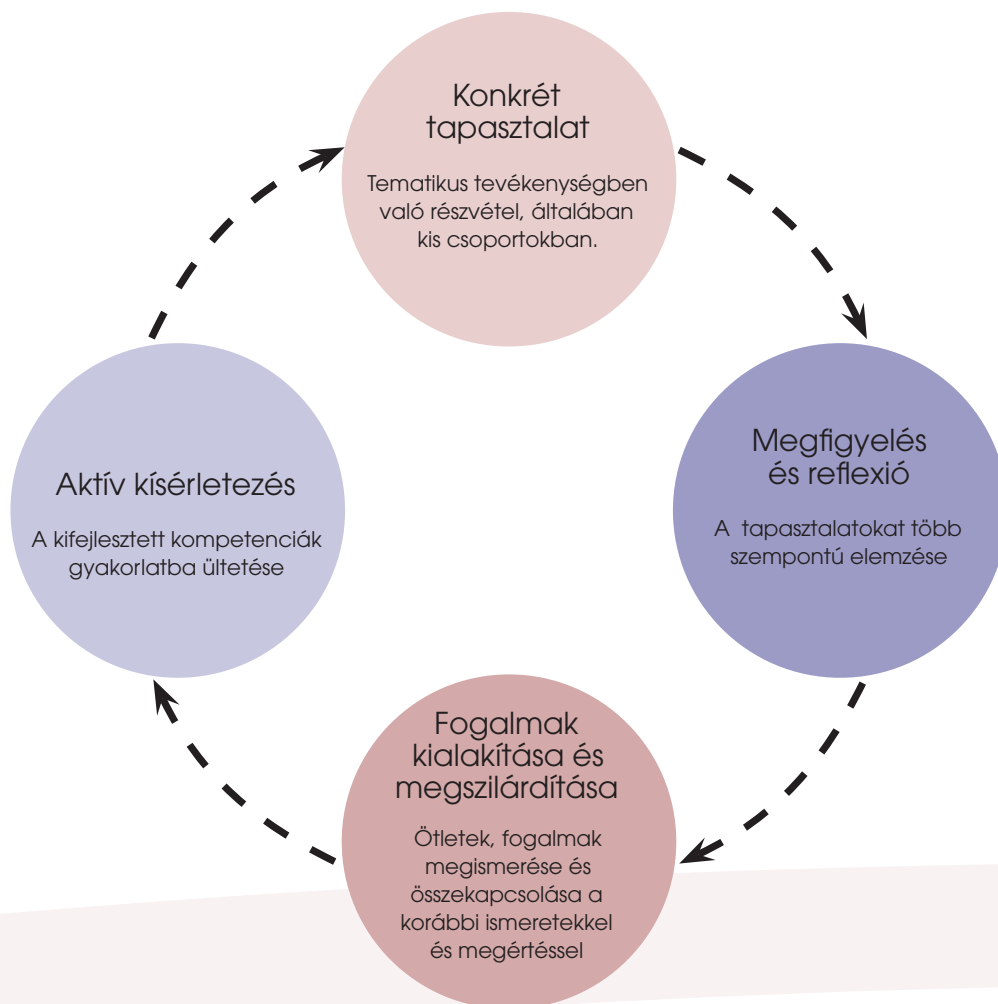 Konkrét
tapasztalat
Tematikus tevékenységben
való részvétel, általában
kis csoportokban.
Megfigyelés
és reflexió
A tapasztalatokat több
szempontú elemzése
Fogalmak
kialakítása és
megszilárdítása
Ötletek, fogalmak
megismerése és
összekapcsolása a
korábbi ismeretekkel
és megértéssel
Aktív kísérletezés
A kifejlesztett kompetenciák
gyakorlatba ültetése